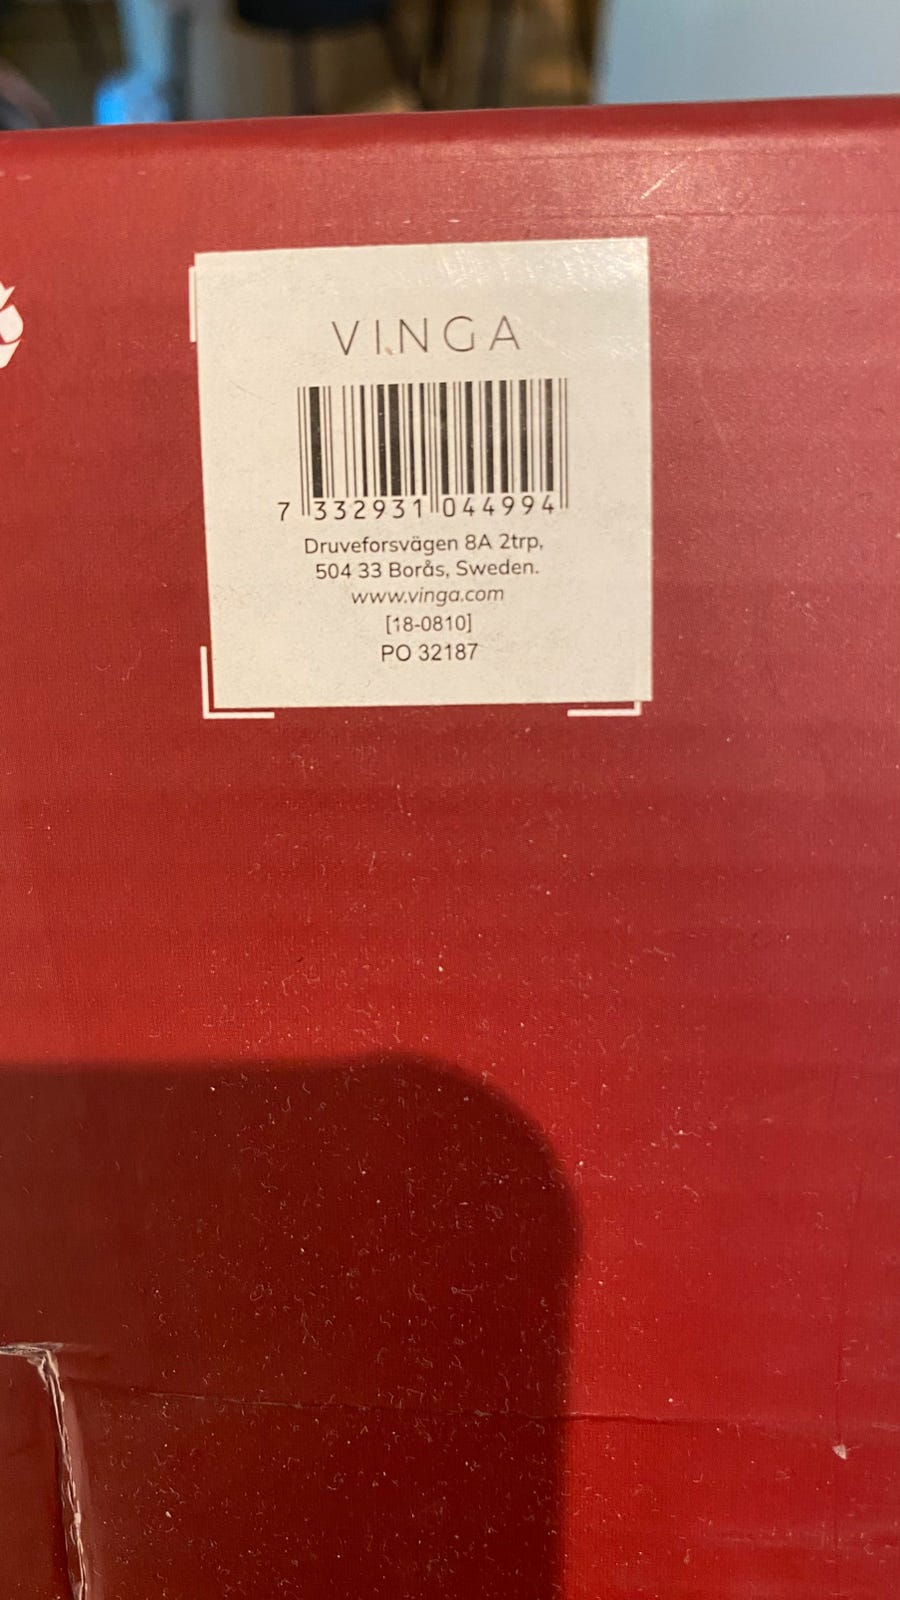 VINGA
7 332931 044994
Druveforsvägen 8A 2trp,
504 33 Borås, Sweden.
www.vinga.com
[18-0810]
PO 32187